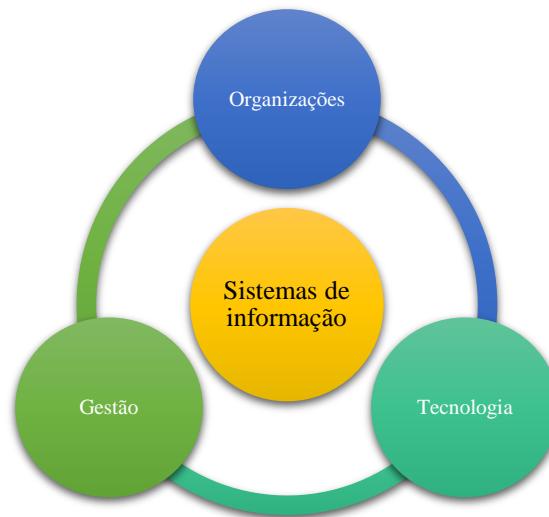 Organizações
Sistemas de
informação
Gestão
Tecnologia